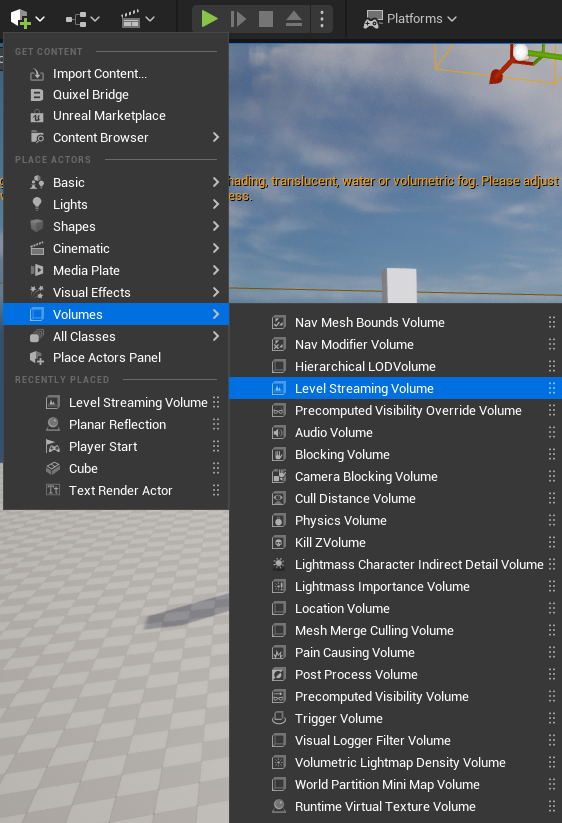 Platforms
GET CONTENT
Import Content...
Quixel Bridge
Unreal Marketplace
Content Browser
PLACE ACTORS
Basic
Lights
Shapes
Cinematic
Media Plate
Visual Effects
Volumes
All Classes
Place Actors Panel
RECENTLY PLACED
Level Streaming Volume
Planar Reflection
Player Start
Cube
Text Render Actor
hading, translucent, water or volumetric fog. Please adjust
ess.
Nav Mesh Bounds Volume
Nav Modifier Volume
Hierarchical LODVolume
Level Streaming Volume
Precomputed Visibility Override Volume
Audio Volume
Blocking Volume
Camera Blocking Volume
Cull Distance Volume
Physics Volume
Kill ZVolume
Lightmass Character Indirect Detail Volume
Lightmass Importance Volume
Location Volume
Mesh Merge Culling Volume
Pain Causing Volume
Post Process Volume
Precomputed Visibility Volume
Trigger Volume
Visual Logger Filter Volume
Volumetric Lightmap Density Volume
World Partition Mini Map Volume
Runtime Virtual Texture Volume